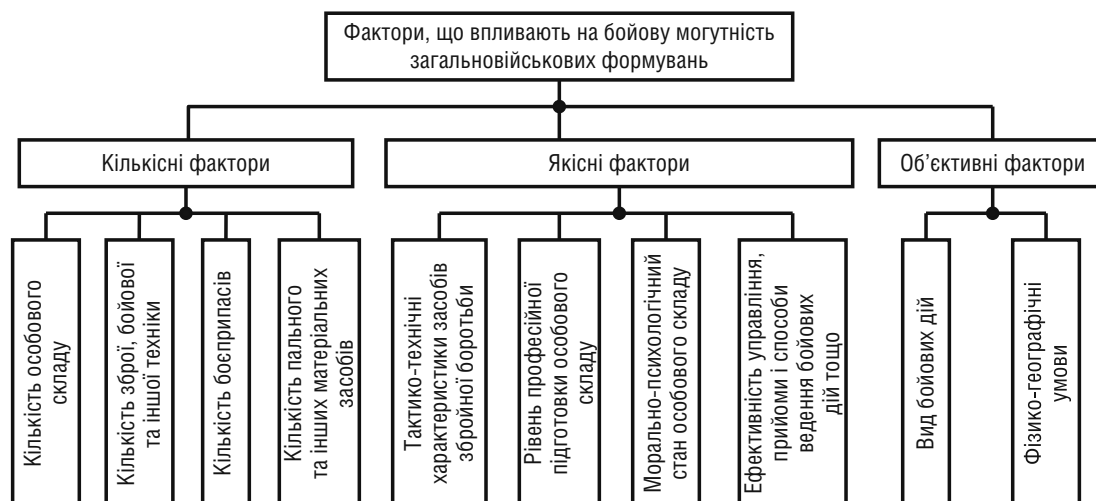 Фактори, що впливають на бойову могутність
загальновійськових формувань
Кількісні фактори
Якісні фактори
Об’єктивні фактори
Кількість особового
складу
Кількість зброї, бойової
та іншої техніки
Кількість боєприпасів
Кількість пального
та інших матеріальних
засобів
Тактико-технічні
характеристики засобів
збройної боротьби
Рівень професійної
підготовки особового
складу
Морально-психологічний
стан особового складу
Ефективність управління,
прийоми і способи
ведення бойових
дій тощо
Вид бойових дій
Фізико-географічні
умови